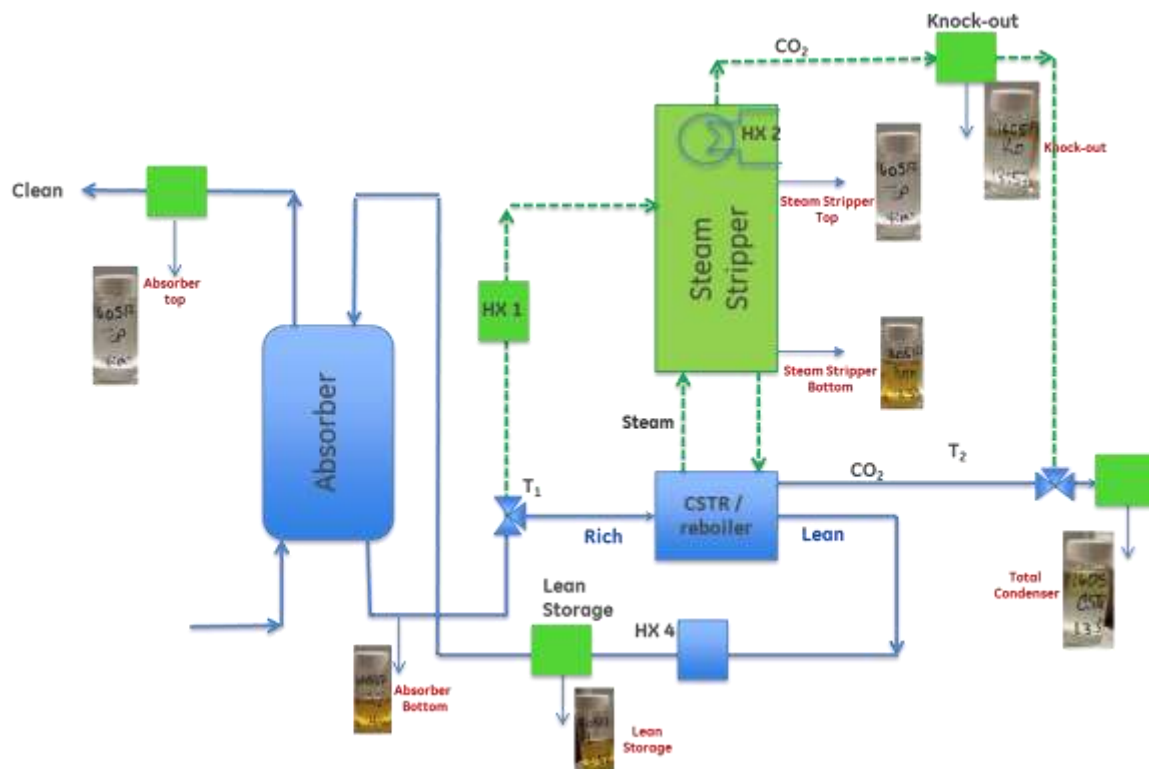 Knock-out
CO₂
HX 2
Knock-out
Clean
Steam Stripper
Top
Steam
Stripper
Absorber
top
HX 1
Steam Stripper
Bottom
Absorber
Steam
T₁
CO₂
T₂
CSTR /
reboiler
Rich
Lean
Lean
Storage
HX 4
Total
Condenser
Absorber
Bottom
Lean
Storage